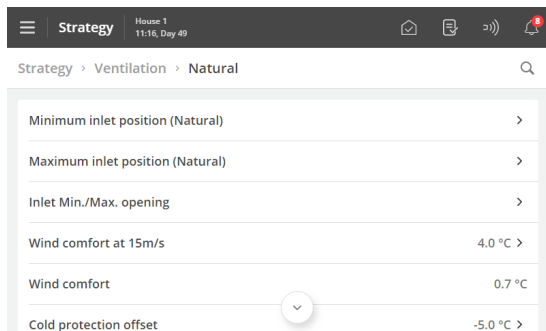 Strategy
House 1
11:16, Day 49
8
Strategy > Ventilation > Natural
Minimum inlet position (Natural)
Maximum inlet position (Natural)
Inlet Min./Max. opening
Wind comfort at 15m/s 4.0 °C
Wind comfort 0.7 °C
Cold protection offset -5.0 °C